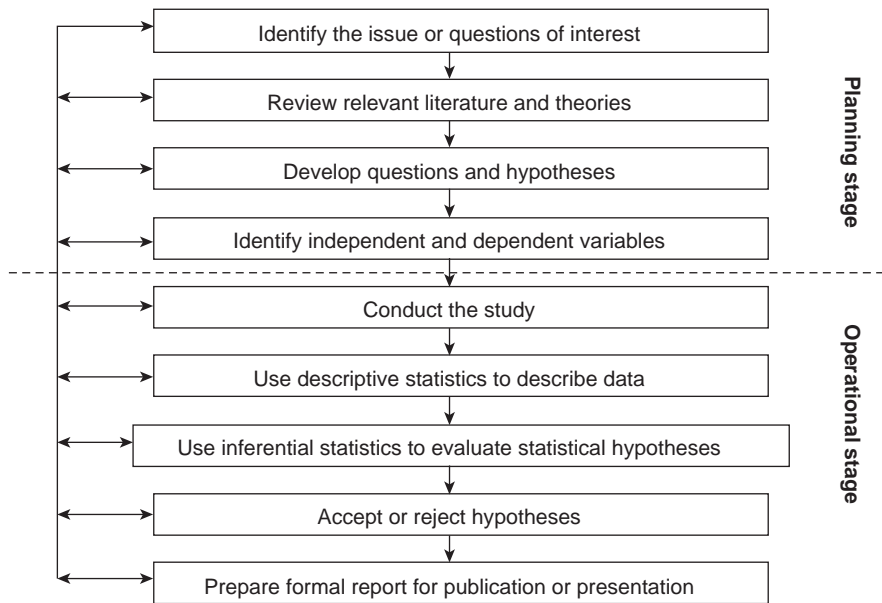 Identify the issue or questions of interest
Review relevant literature and theories
Develop questions and hypotheses
Identify independent and dependent variables
Planning stage
Conduct the study
Use descriptive statistics to describe data
Use inferential statistics to evaluate statistical hypotheses
Accept or reject hypotheses
Prepare formal report for publication or presentation
Operational stage